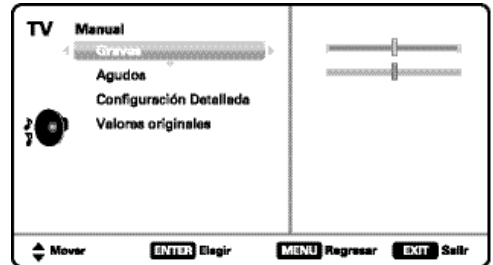 TV Manual
Graves
Agudos
Configuración Detallada
Valores originales
Mover ENTER Elegir MENU Regresar EXIT Salir